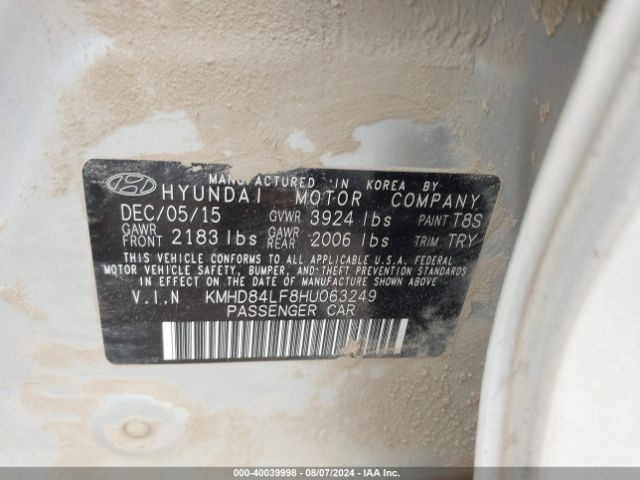 MANUFACTURED IN KOREA BY
HYUNDAI MOTOR COMPANY
DEC/05/15 GVWR 3924 lbs PAINT T8S
GAWR FRONT 2183 lbs GAWR REAR 2006 lbs TRIM TRY
THIS VEHICLE CONFORMS TO ALL APPLICABLE U.S.A. FEDERAL
MOTOR VEHICLE SAFETY, BUMPER, AND THEFT PREVENTION
STANDARDS IN EFFECT ON THE DATE OF MANUFACTURE SHOWN ABOVE.
V.I.N KMHD84LF8HU063249
PASSENGER CAR
000-40039998 - 08/07/2024 - IAAI.COM